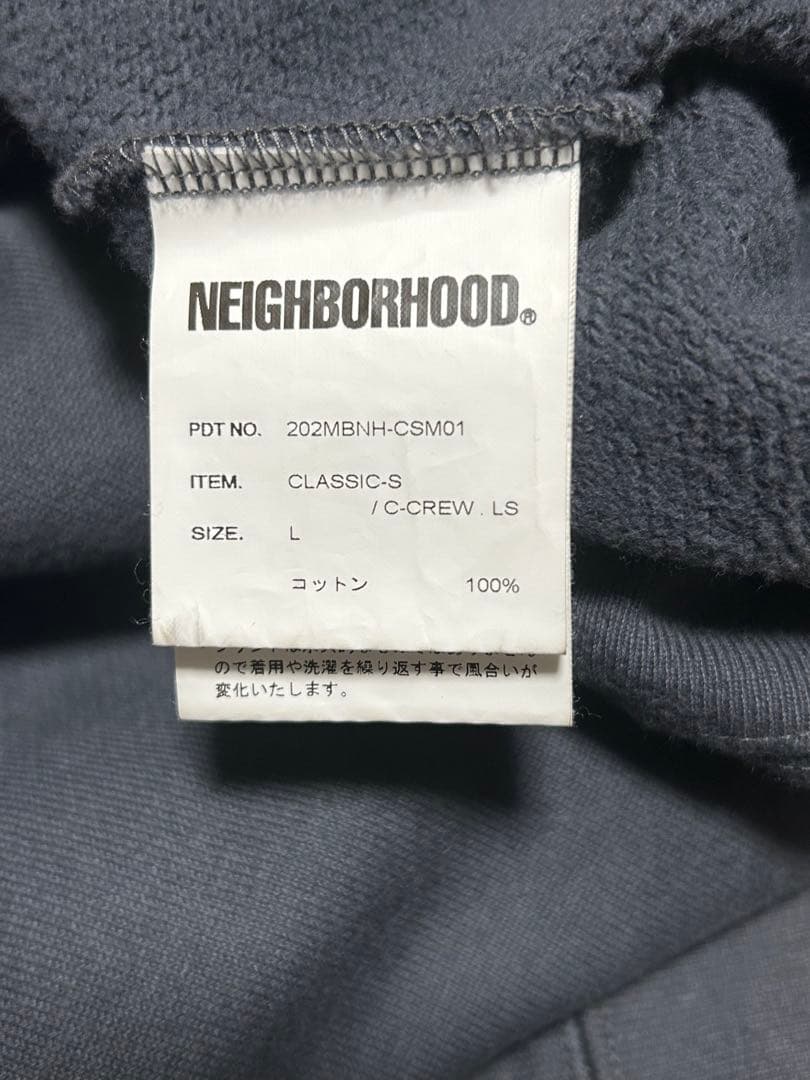 NEIGHBORHOOD®
PDT NO. 202MBNH-CSM01
ITEM. CLASSIC-S
/ C-CREW . LS
SIZE. L
コットン 100%
ので着用や洗濯を繰り返す事で風合いが
変化いたします。